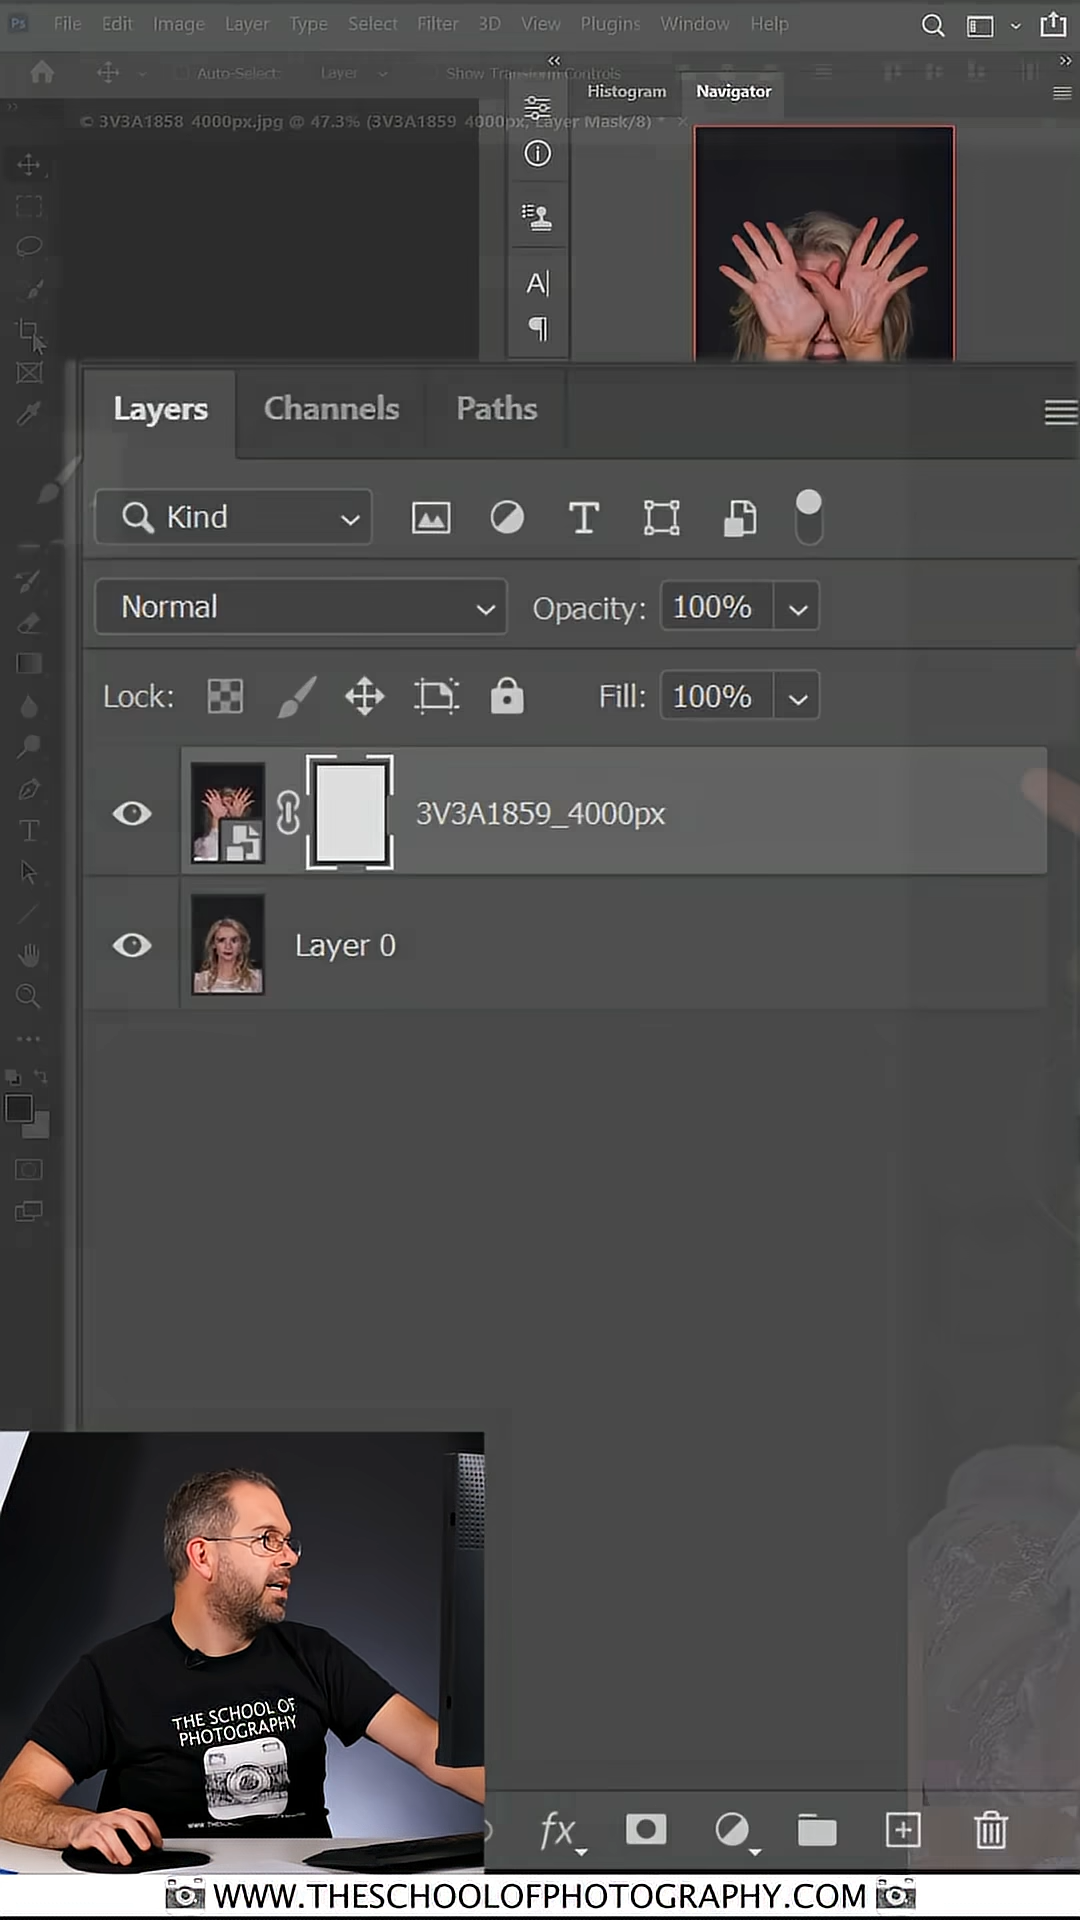 Ps File Edit Image Layer Type Select Filter 3D View Plugins Window Help
Auto-Select: Layer Show Transform Controls
Histogram Navigator
© 3V3A1858_4000px.jpg @ 47.3% (3V3A1859_4000px, Layer Mask/8) *
Layers Channels Paths
Kind
Normal Opacity: 100%
Lock: Fill: 100%
3V3A1859_4000px
Layer 0
THE SCHOOL OF
PHOTOGRAPHY
fx
WWW.THESCHOOLOFPHOTOGRAPHY.COM